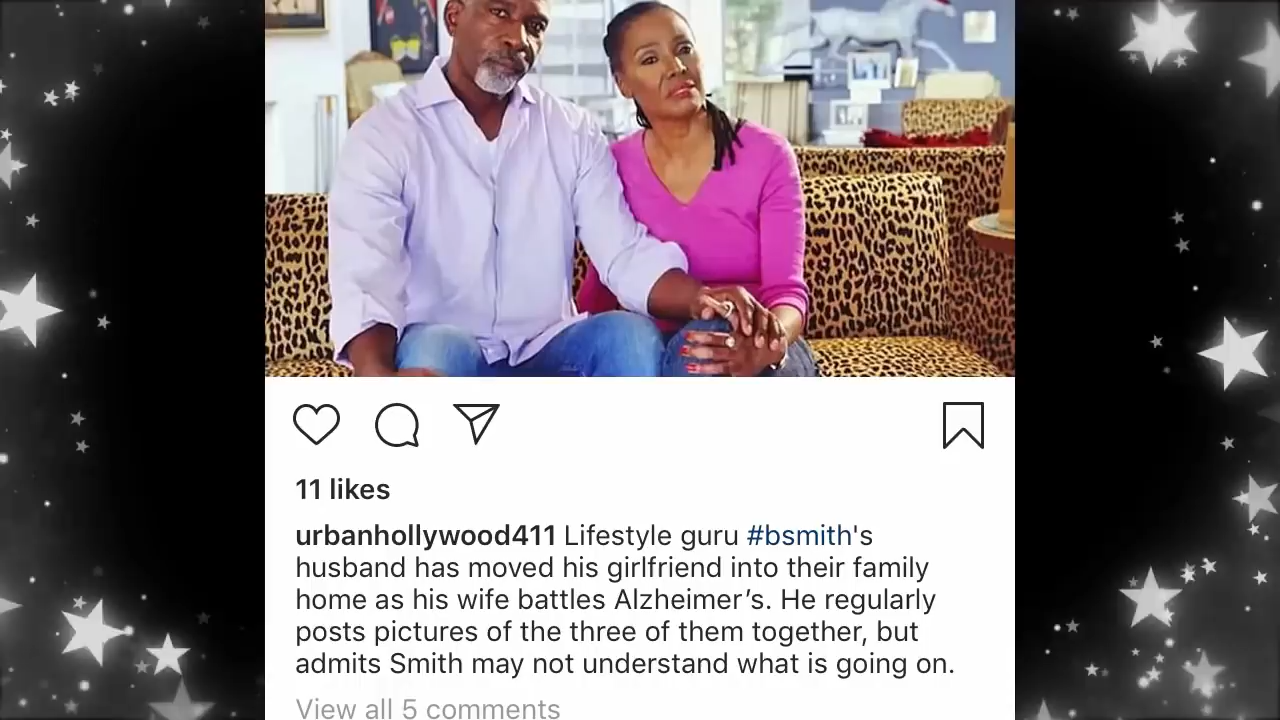 11 likes
urbanhollywood411 Lifestyle guru #bsmith's
husband has moved his girlfriend into their family
home as his wife battles Alzheimer’s. He regularly
posts pictures of the three of them together, but
admits Smith may not understand what is going on.
View all 5 comments